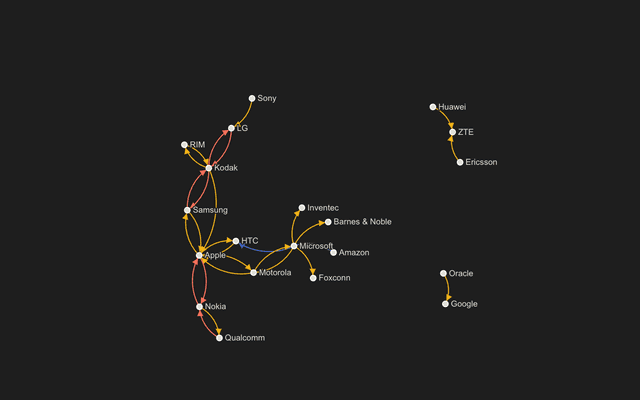 Sony
Huawei
LG
ZTE
RIM
Ericsson
Kodak
Inventec
Samsung
Barnes & Noble
HTC
Microsoft
Amazon
Apple
Motorola
Oracle
Foxconn
Google
Nokia
Qualcomm